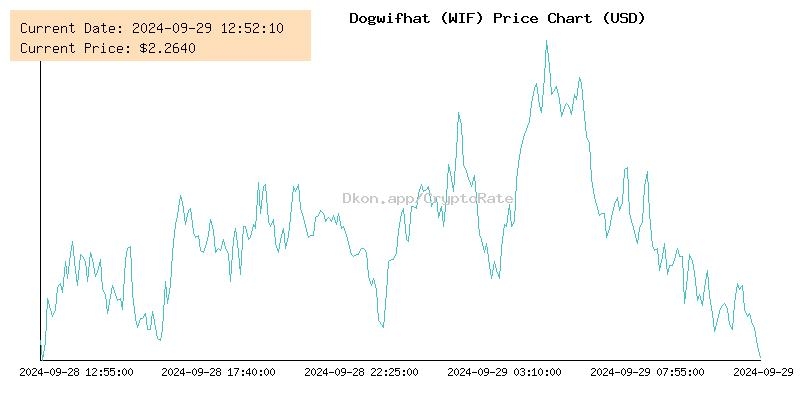 Dogwifhat (WIF) Price Chart (USD)
Current Date: 2024-09-29 12:52:10
Current Price: $2.2640
Dkon.app/CryptoRate
2024-09-28 12:55:00 2024-09-28 17:40:00 2024-09-28 22:25:00 2024-09-29 03:10:00 2024-09-29 07:55:00 2024-09-29